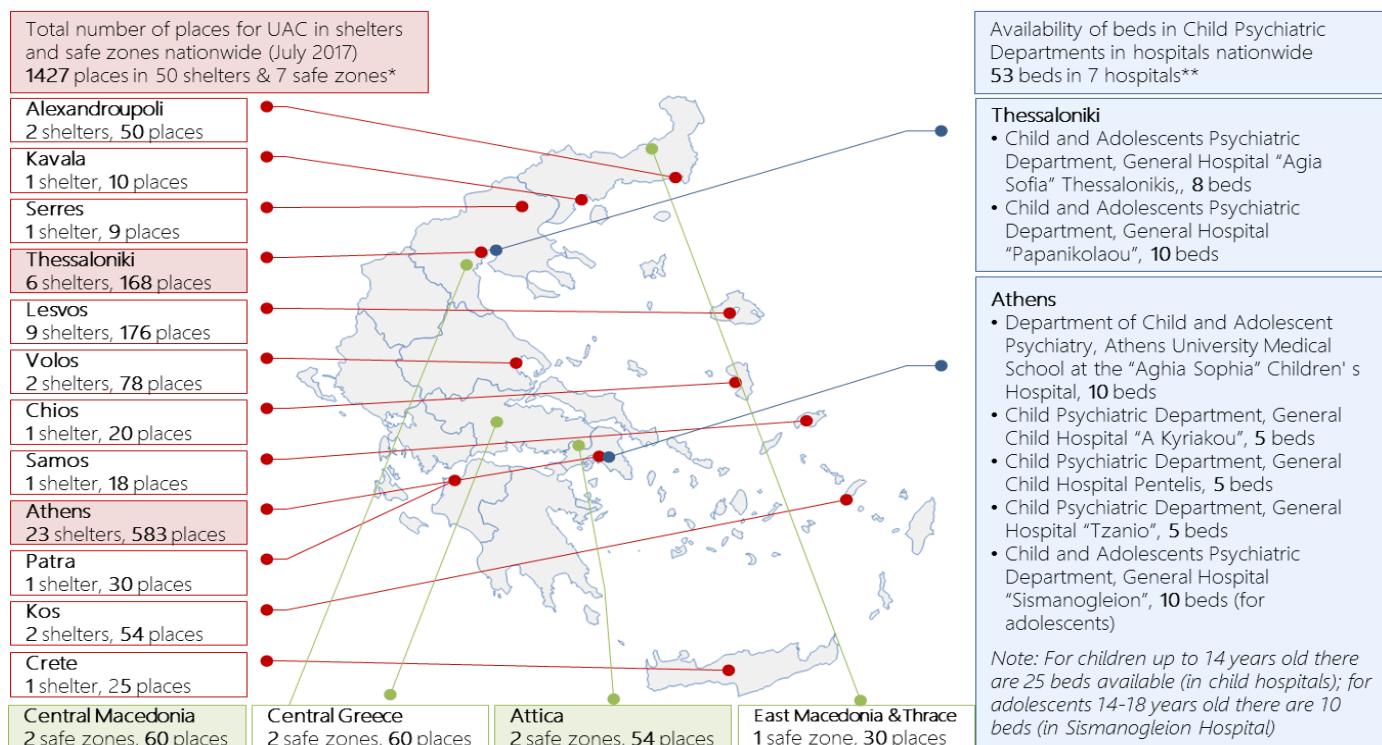 Total number of places for UAC in shelters
and safe zones nationwide (July 2017)
1427 places in 50 shelters & 7 safe zones*
Alexandroupoli
2 shelters, 50 places
Kavala
1 shelter, 10 places
Serres
1 shelter, 9 places
Thessaloniki
6 shelters, 168 places
Lesvos
9 shelters, 176 places
Volos
2 shelters, 78 places
Chios
1 shelter, 20 places
Samos
1 shelter, 18 places
Athens
23 shelters, 583 places
Patra
1 shelter, 30 places
Kos
2 shelters, 54 places
Crete
1 shelter, 25 places
Central Macedonia
2 safe zones, 60 places
Central Greece
2 safe zones, 60 places
Attica
2 safe zones, 54 places
East Macedonia & Thrace
1 safe zone, 30 places
Availability of beds in Child Psychiatric
Departments in hospitals nationwide
53 beds in 7 hospitals**
Thessaloniki
• Child and Adolescents Psychiatric
Department, General Hospital “Agia
Sofia” Thessalonikis,, 8 beds
• Child and Adolescents Psychiatric
Department, General Hospital
“Papanikolaou”, 10 beds
Athens
• Department of Child and Adolescent
Psychiatry, Athens University Medical
School at the “Aghia Sophia” Children' s
Hospital, 10 beds
• Child Psychiatric Department, General
Child Hospital “A Kyriakou”, 5 beds
• Child Psychiatric Department, General
Child Hospital Pentelis, 5 beds
• Child Psychiatric Department, General
Hospital “Tzanio”, 5 beds
• Child and Adolescents Psychiatric
Department, General Hospital
“Sismanogleion”, 10 beds (for
adolescents)
Note: For children up to 14 years old there
are 25 beds available (in child hospitals); for
adolescents 14-18 years old there are 10
beds (in Sismanogleion Hospital)